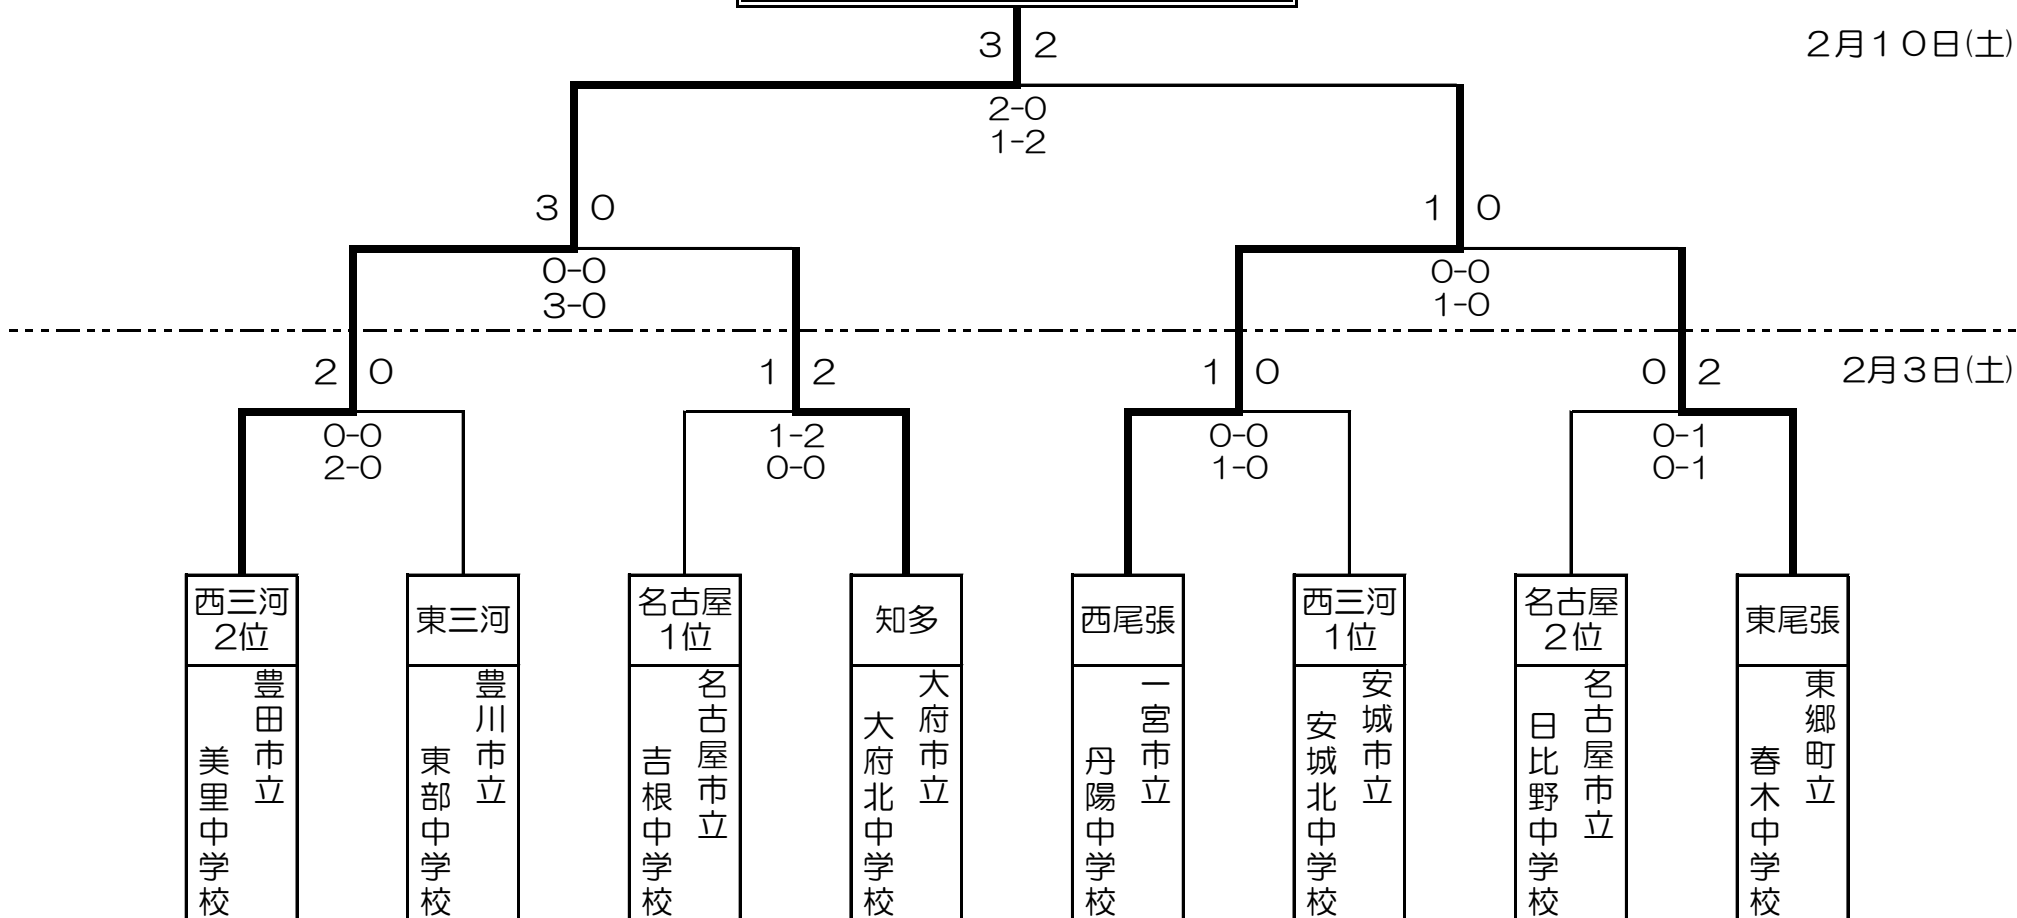 3 2
２月１０日(土)
2-0
1-2
3 0
1 0
0-0
3-0
0-0
1-0
2 0
1 2
1 0
0 2
２月３日(土)
0-0
2-0
1-2
0-0
0-0
1-0
0-1
0-1
西三河
２位
東三河
名古屋
１位
知多
西尾張
西三河
１位
名古屋
２位
東尾張
豊田市立
美里中学校
豊川市立
東部中学校
名古屋市立
吉根中学校
大府市立
大府北中学校
一宮市立
丹陽中学校
安城市立
安城北中学校
名古屋市立
日比野中学校
東郷町立
春木中学校